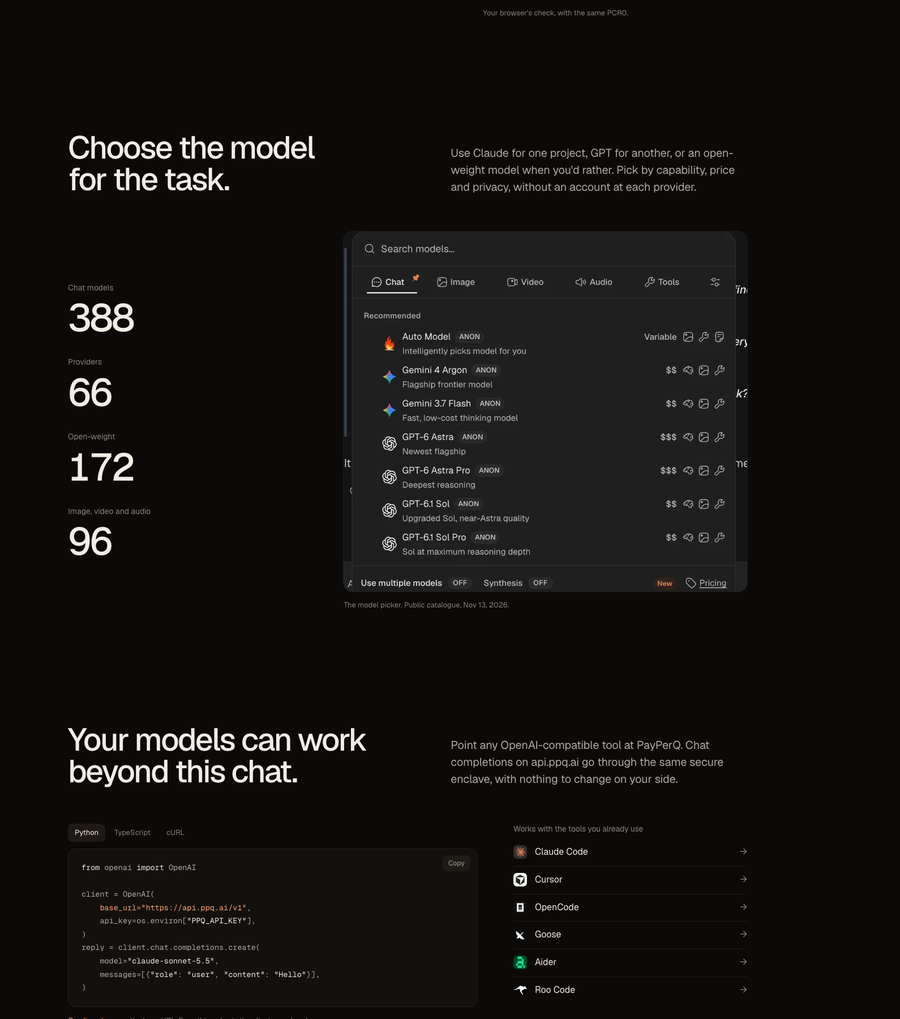 Your browser's check, with the same PCR0.
Choose the model
for the task.
Use Claude for one project, GPT for another, or an open-
weight model when you'd rather. Pick by capability, price
and privacy, without an account at each provider.
Chat models
388
Providers
66
Open-weight
172
Image, video and audio
96
Search models...
Chat
Image
Video
Audio
Tools
Recommended
Auto Model ANON Variable
Intelligently picks model for you
Gemini 4 Argon ANON $$
Flagship frontier model
Gemini 3.7 Flash ANON $$
Fast, low-cost thinking model
GPT-6 Astra ANON $$$
Newest flagship
GPT-6 Astra Pro ANON $$$
Deepest reasoning
GPT-6.1 Sol ANON $$
Upgraded Sol, near-Astra quality
GPT-6.1 Sol Pro ANON $$
Sol at maximum reasoning depth
Use multiple models OFF Synthesis OFF New Pricing
It
The model picker. Public catalogue, Nov 13, 2026.
Your models can work
beyond this chat.
Point any OpenAI-compatible tool at PayPerQ. Chat
completions on api.ppq.ai go through the same secure
enclave, with nothing to change on your side.
Python TypeScript cURL
Copy
from openai import OpenAI
client = OpenAI(
    base_url="https://api.ppq.ai/v1",
    api_key=os.environ["PPQ_API_KEY"],
)
reply = client.chat.completions.create(
    model="claude-sonnet-5.5",
    messages=[{"role": "user", "content": "Hello"}],
)
Works with the tools you already use
Claude Code
Cursor
OpenCode
Goose
Aider
Roo Code